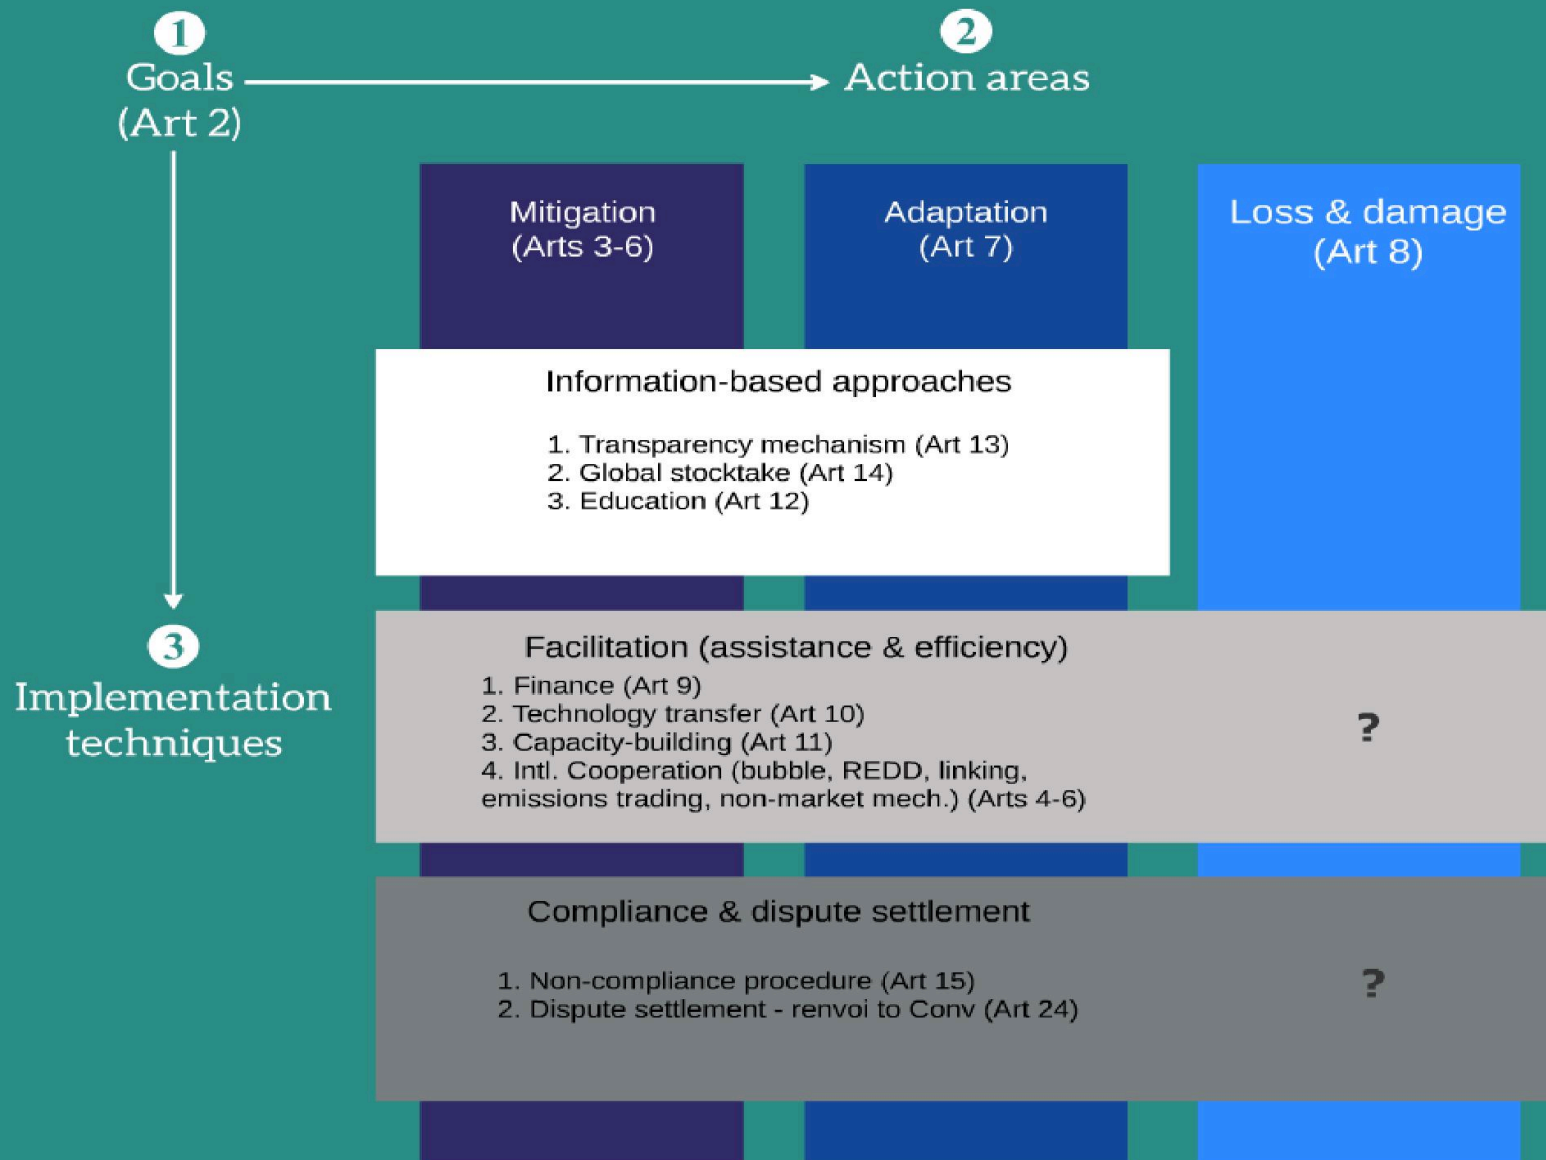 1
Goals
(Art 2)
2
Action areas
Mitigation
(Arts 3-6)
Adaptation
(Art 7)
Loss & damage
(Art 8)
Information-based approaches
1. Transparency mechanism (Art 13)
2. Global stocktake (Art 14)
3. Education (Art 12)
3
Implementation
techniques
Facilitation (assistance & efficiency)
1. Finance (Art 9)
2. Technology transfer (Art 10)
3. Capacity-building (Art 11)
4. Intl. Cooperation (bubble, REDD, linking,
emissions trading, non-market mech.) (Arts 4-6)
?
Compliance & dispute settlement
1. Non-compliance procedure (Art 15)
2. Dispute settlement - renvoi to Conv (Art 24)
?